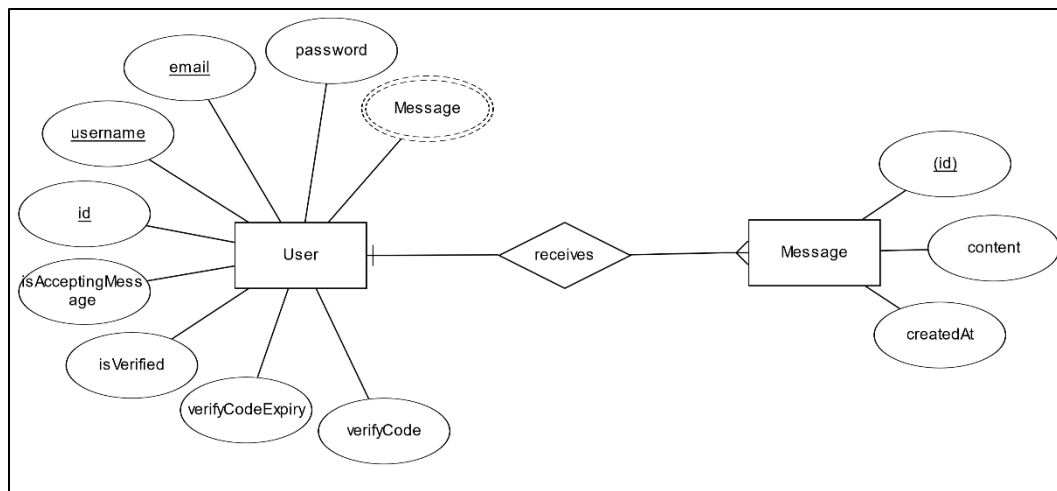 password
email
Message
username
(id)
id
User
receives
Message
content
isAcceptingMess
age
createdAt
isVerified
verifyCodeExpiry
verifyCode